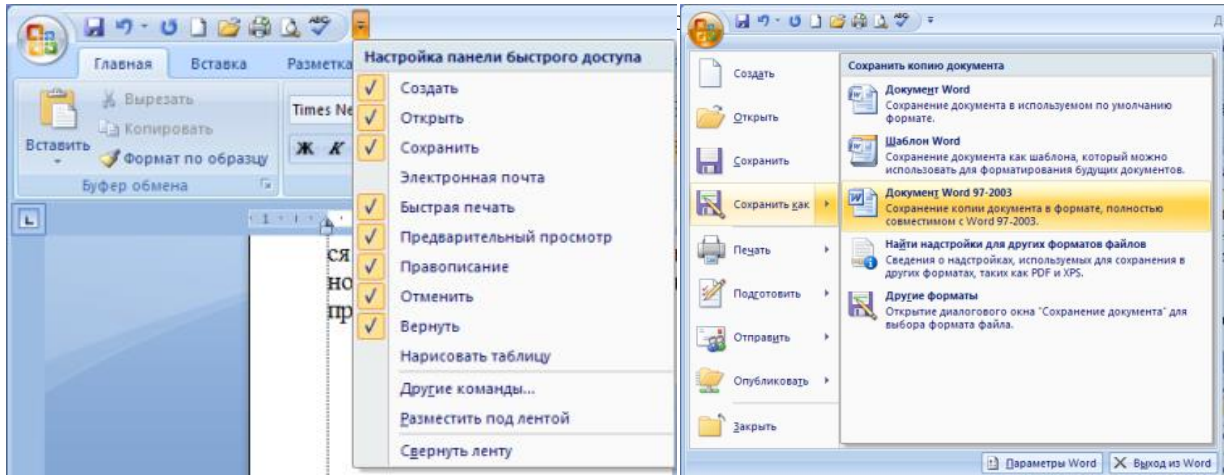 Главная Вставка Разметка
Вставить
Вырезать
Копировать
Формат по образцу
Буфер обмена
Times Ne
Ж К
1
ся
но
пр
Настройка панели быстрого доступа
Создать
Открыть
Сохранить
Электронная почта
Быстрая печать
Предварительный просмотр
Правописание
Отменить
Вернуть
Нарисовать таблицу
Другие команды...
Разместить под лентой
Свернуть ленту
Д
Создать
Открыть
Сохранить
Сохранить как
Печать
Подготовить
Отправить
Опубликовать
Закрыть
Сохранить копию документа
Документ Word
Сохранение документа в используемом по умолчанию
формате.
Шаблон Word
Сохранение документа как шаблона, который можно
использовать для форматирования будущих документов.
Документ Word 97-2003
Сохранение копии документа в формате, полностью
совместимом с Word 97-2003.
Найти надстройки для других форматов файлов
Сведения о надстройках, используемых для сохранения в
других форматах, таких как PDF и XPS.
Другие форматы
Открытие диалогового окна "Сохранение документа" для
выбора формата файла.
Параметры Word
Выход из Word